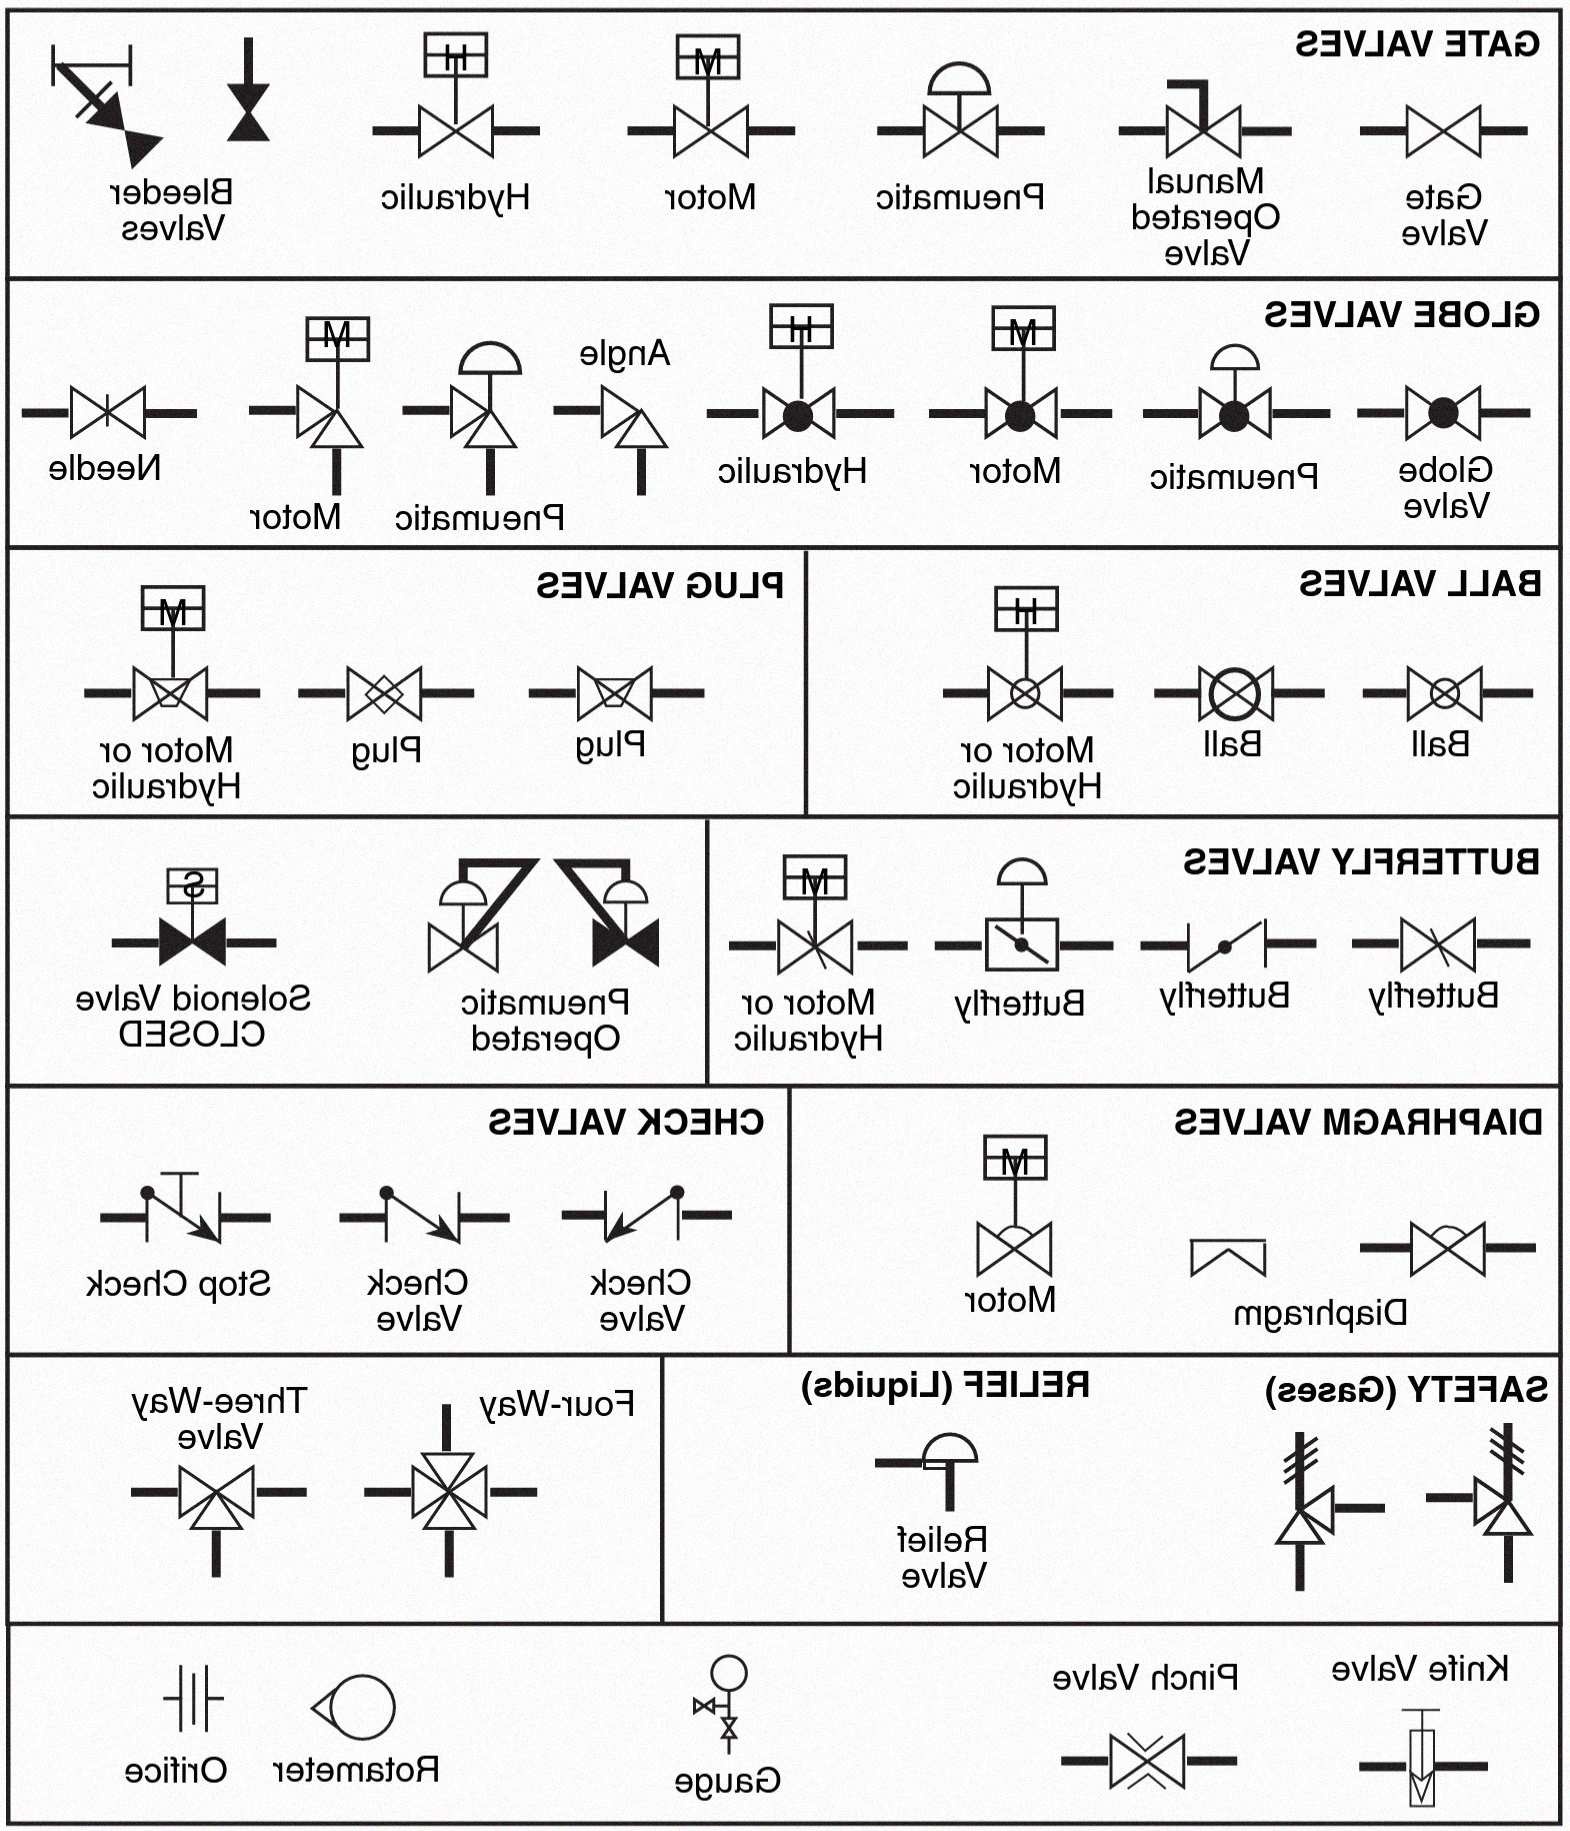 GATE VALVES
Gate
Valve
Manual
Operated
Valve
Pneumatic
M
Motor
H
Hydraulic
Bleeder
Valves
GLOBE VALVES
Globe
Valve
Pneumatic
M
Motor
H
Hydraulic
Angle
Pneumatic
M
Motor
Needle
BALL VALVES
Ball
Ball
H
Motor or
Hydraulic
PLUG VALVES
Plug
Plug
M
Motor or
Hydraulic
BUTTERFLY VALVES
Butterfly
Butterfly
Butterfly
M
Motor or
Hydraulic
Pneumatic
Operated
S
Solenoid Valve
CLOSED
DIAPHRAGM VALVES
Diaphragm
M
Motor
CHECK VALVES
Check
Valve
Check
Valve
Stop Check
SAFETY (Gases)
RELIEF (Liquids)
Relief
Valve
Four-Way
Three-Way
Valve
Knife Valve
Pinch Valve
Gauge
Rotameter
Orifice